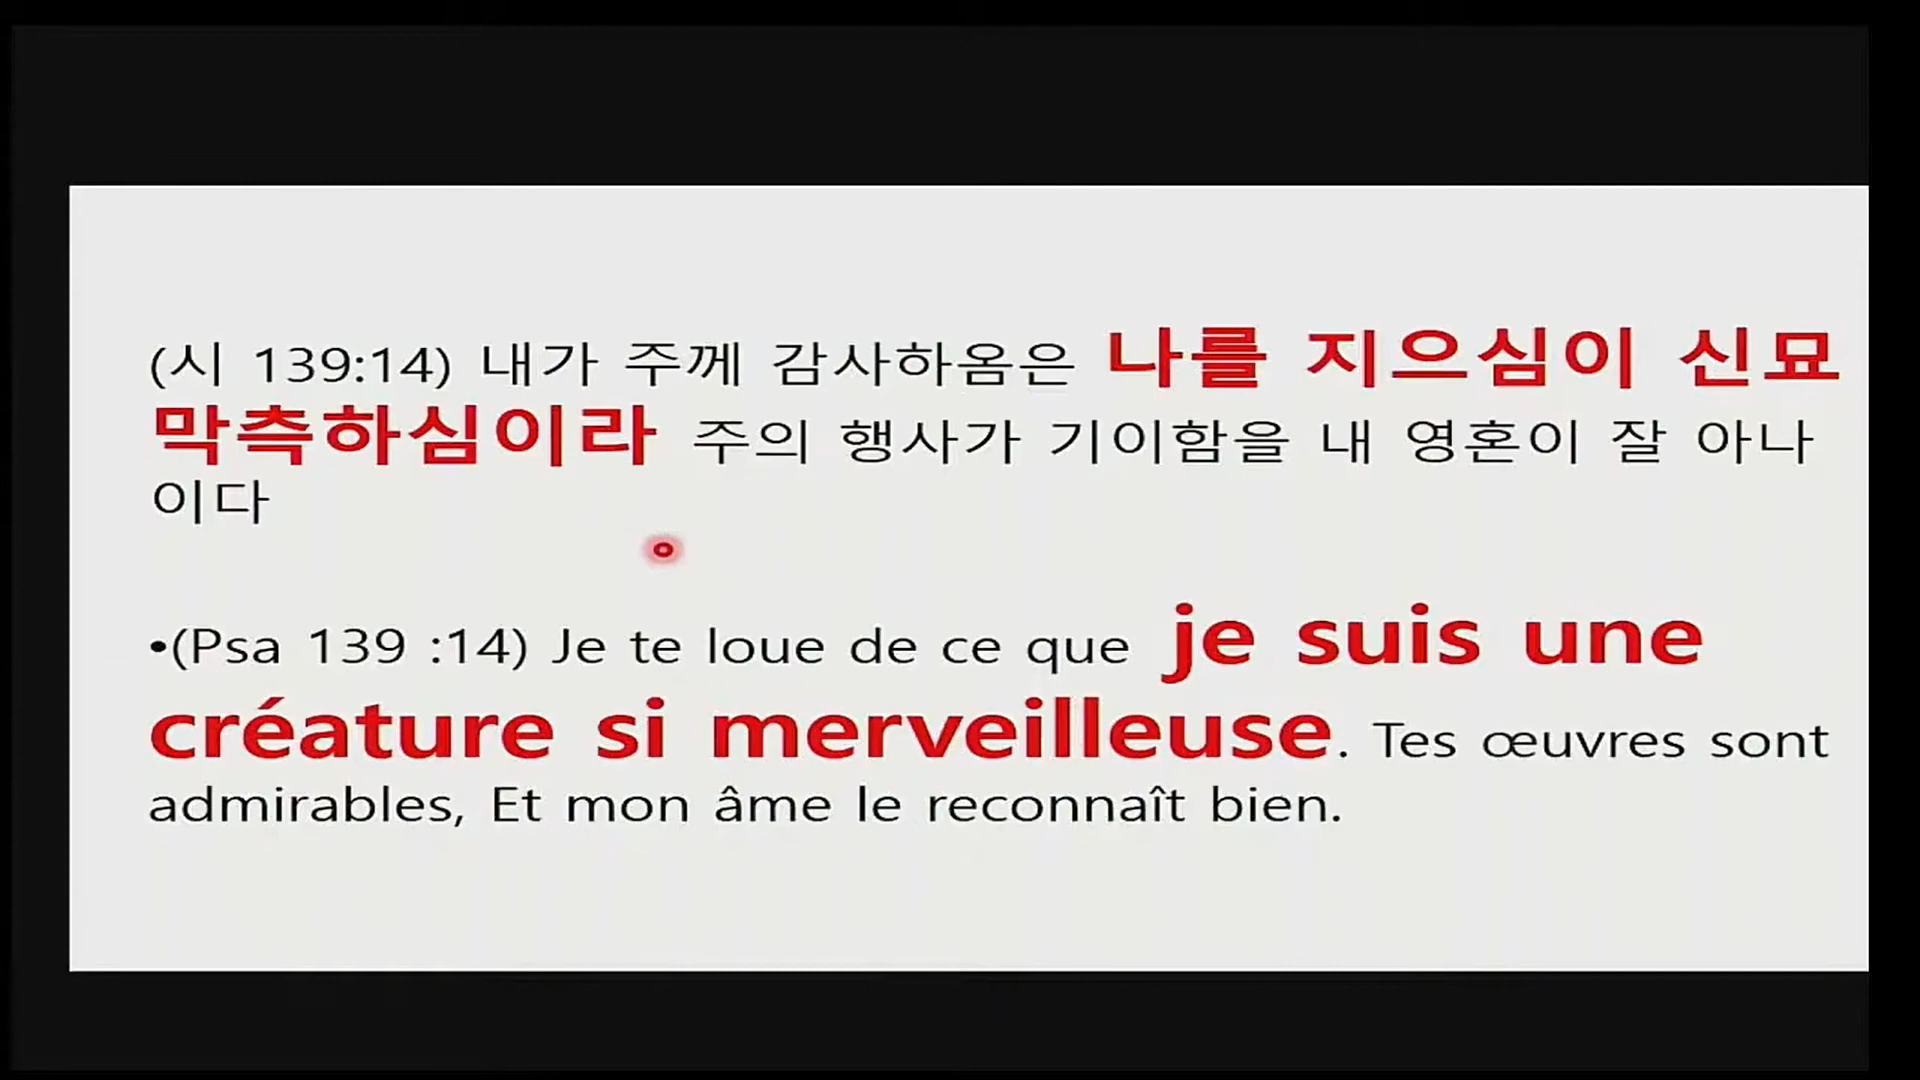 (시 139:14) 내가 주께 감사하옴은 나를 지으심이 신묘
막측하심이라 주의 행사가 기이함을 내 영혼이 잘 아나
이다
•(Psa 139 :14) Je te loue de ce que je suis une
créature si merveilleuse. Tes œuvres sont
admirables, Et mon âme le reconnaît bien.